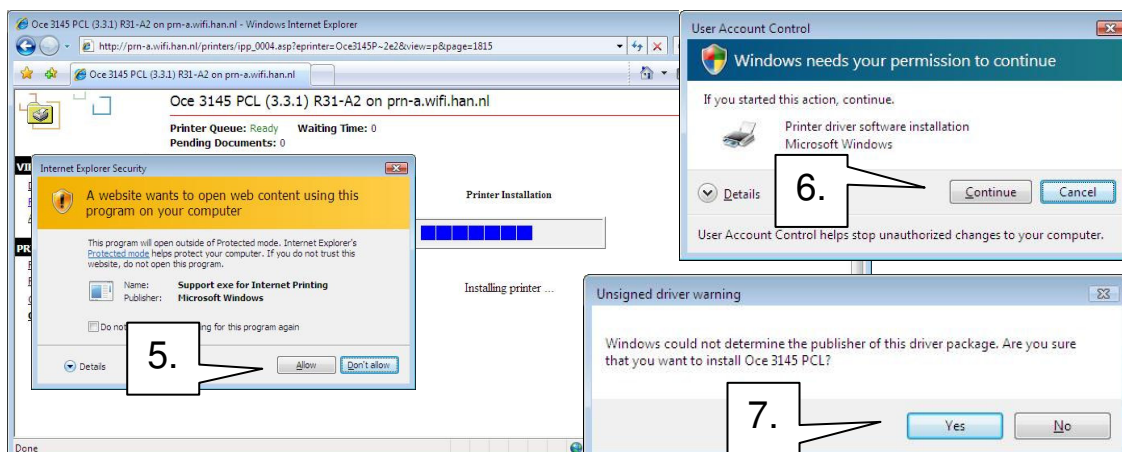 Oce 3145 PCL (3.3.1) R31-A2 on prn-a.wifi.han.nl - Windows Internet Explorer
http://prn-a.wifi.han.nl/printers/ipp_0004.asp?eprinter=Oce3145P~2e2&view=p&page=1815
Oce 3145 PCL (3.3.1) R31-A2 on prn-a.wifi.han.nl
Oce 3145 PCL (3.3.1) R31-A2 on prn-a.wifi.han.nl
Printer Queue: Ready Waiting Time: 0
Pending Documents: 0
Printer Installation
Installing printer ...
Done
Internet Explorer Security
A website wants to open web content using this
program on your computer
This program will open outside of Protected mode. Internet Explorer's
Protected mode helps protect your computer. If you do not trust this
website, do not open this program.
Name: Support exe for Internet Printing
Publisher: Microsoft Windows
Do not ng for this program again
5.
Details Allow Don't allow
User Account Control
Windows needs your permission to continue
If you started this action, continue.
Printer driver software installation
Microsoft Windows
6.
Details Continue Cancel
User Account Control helps stop unauthorized changes to your computer.
Unsigned driver warning
Windows could not determine the publisher of this driver package. Are you sure
that you want to install Oce 3145 PCL?
7.
Yes No